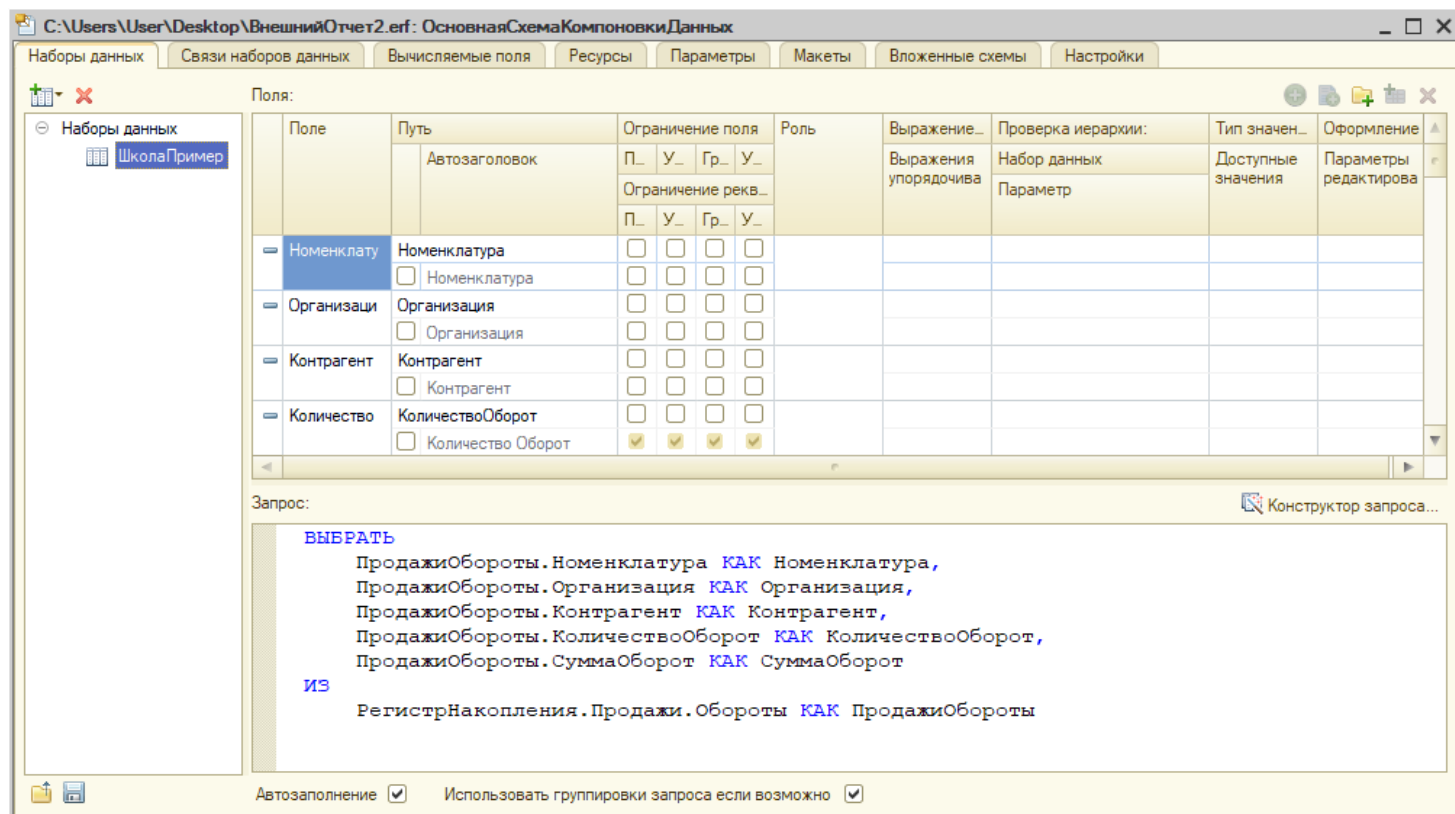 C:\Users\User\Desktop\ВнешнийОтчет2.erf: ОсновнаяСхемаКомпоновкиДанных
Наборы данных Связи наборов данных Вычисляемые поля Ресурсы Параметры Макеты Вложенные схемы Настройки
Поля:
Наборы данных
ШколаПример
Поле Путь Ограничение поля Роль Выражение... Проверка иерархии: Тип значен... Оформление
Автозаголовок П... У... Гр... У... Выражения упорядочива Набор данных Доступные значения Параметры редактирова
Ограничение рекв... Параметр
П... У... Гр... У...
Номенклату Номенклатура
Номенклатура
Организаци Организация
Организация
Контрагент Контрагент
Контрагент
Количество КоличествоОборот
Количество Оборот
Запрос: Конструктор запроса...
ВЫБРАТЬ
ПродажиОбороты.Номенклатура КАК Номенклатура,
ПродажиОбороты.Организация КАК Организация,
ПродажиОбороты.Контрагент КАК Контрагент,
ПродажиОбороты.КоличествоОборот КАК КоличествоОборот,
ПродажиОбороты.СуммаОборот КАК СуммаОборот
ИЗ
РегистрНакопления.Продажи.Обороты КАК ПродажиОбороты
Автозаполнение Использовать группировки запроса если возможно